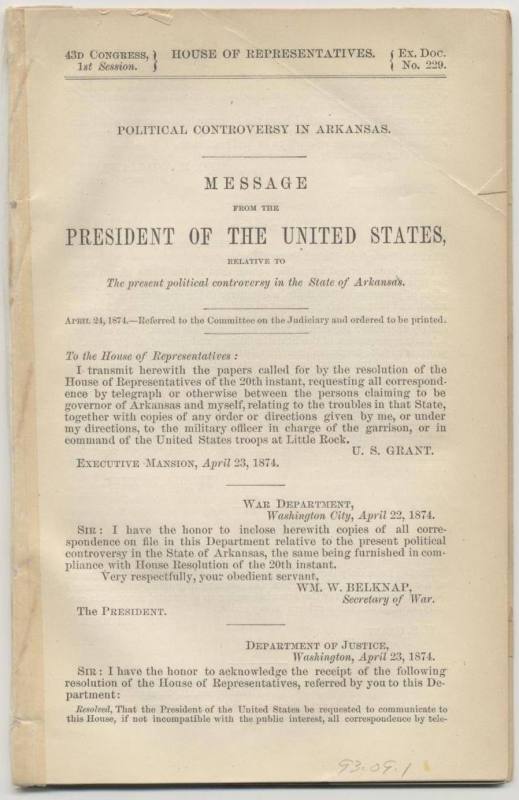 43D CONGRESS, } HOUSE OF REPRESENTATIVES. { Ex. Doc.
1st Session. } { No. 229.
POLITICAL CONTROVERSY IN ARKANSAS.
MESSAGE
FROM THE
PRESIDENT OF THE UNITED STATES,
RELATIVE TO
The present political controversy in the State of Arkansas.
APRIL 24, 1874.—Referred to the Committee on the Judiciary and ordered to be printed.
To the House of Representatives:
I transmit herewith the papers called for by the resolution of the
House of Representatives of the 20th instant, requesting all correspond-
ence by telegraph or otherwise between the persons claiming to be
governor of Arkansas and myself, relating to the troubles in that State,
together with copies of any order or directions given by me, or under
my directions, to the military officer in charge of the garrison, or in
command of the United States troops at Little Rock.
U. S. GRANT.
EXECUTIVE MANSION, April 23, 1874.
WAR DEPARTMENT,
Washington City, April 22, 1874.
SIR: I have the honor to inclose herewith copies of all corre-
spondence on file in this Department relative to the present political
controversy in the State of Arkansas, the same being furnished in com-
pliance with House Resolution of the 20th instant.
Very respectfully, your obedient servant,
WM. W. BELKNAP,
Secretary of War.
The PRESIDENT.
DEPARTMENT OF JUSTICE,
Washington, April 23, 1874.
SIR: I have the honor to acknowledge the receipt of the following
resolution of the House of Representatives, referred by you to this De-
partment:
Resolved, That the President of the United States be requested to communicate to
this House, if not incompatible with the public interest, all correspondence by tele-
93.09.1